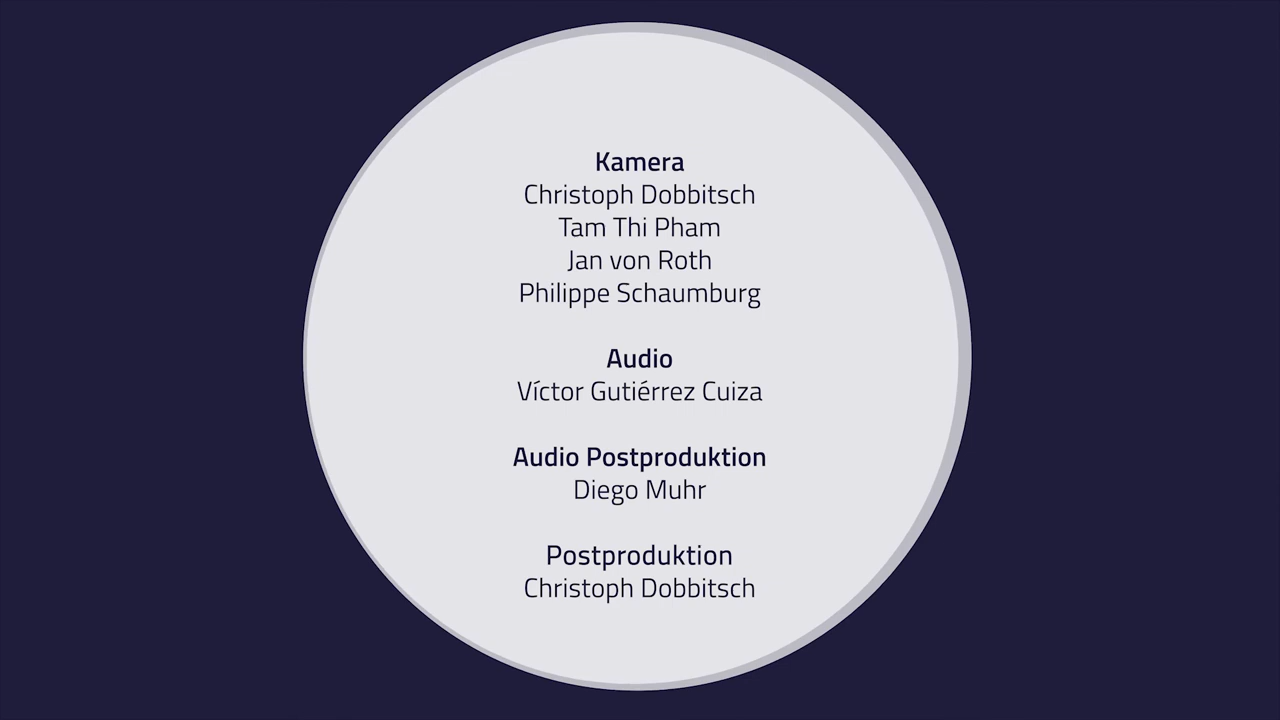 Kamera
Christoph Dobbitsch
Tam Thi Pham
Jan von Roth
Philippe Schaumburg
Audio
Víctor Gutiérrez Cuiza
Audio Postproduktion
Diego Muhr
Postproduktion
Christoph Dobbitsch